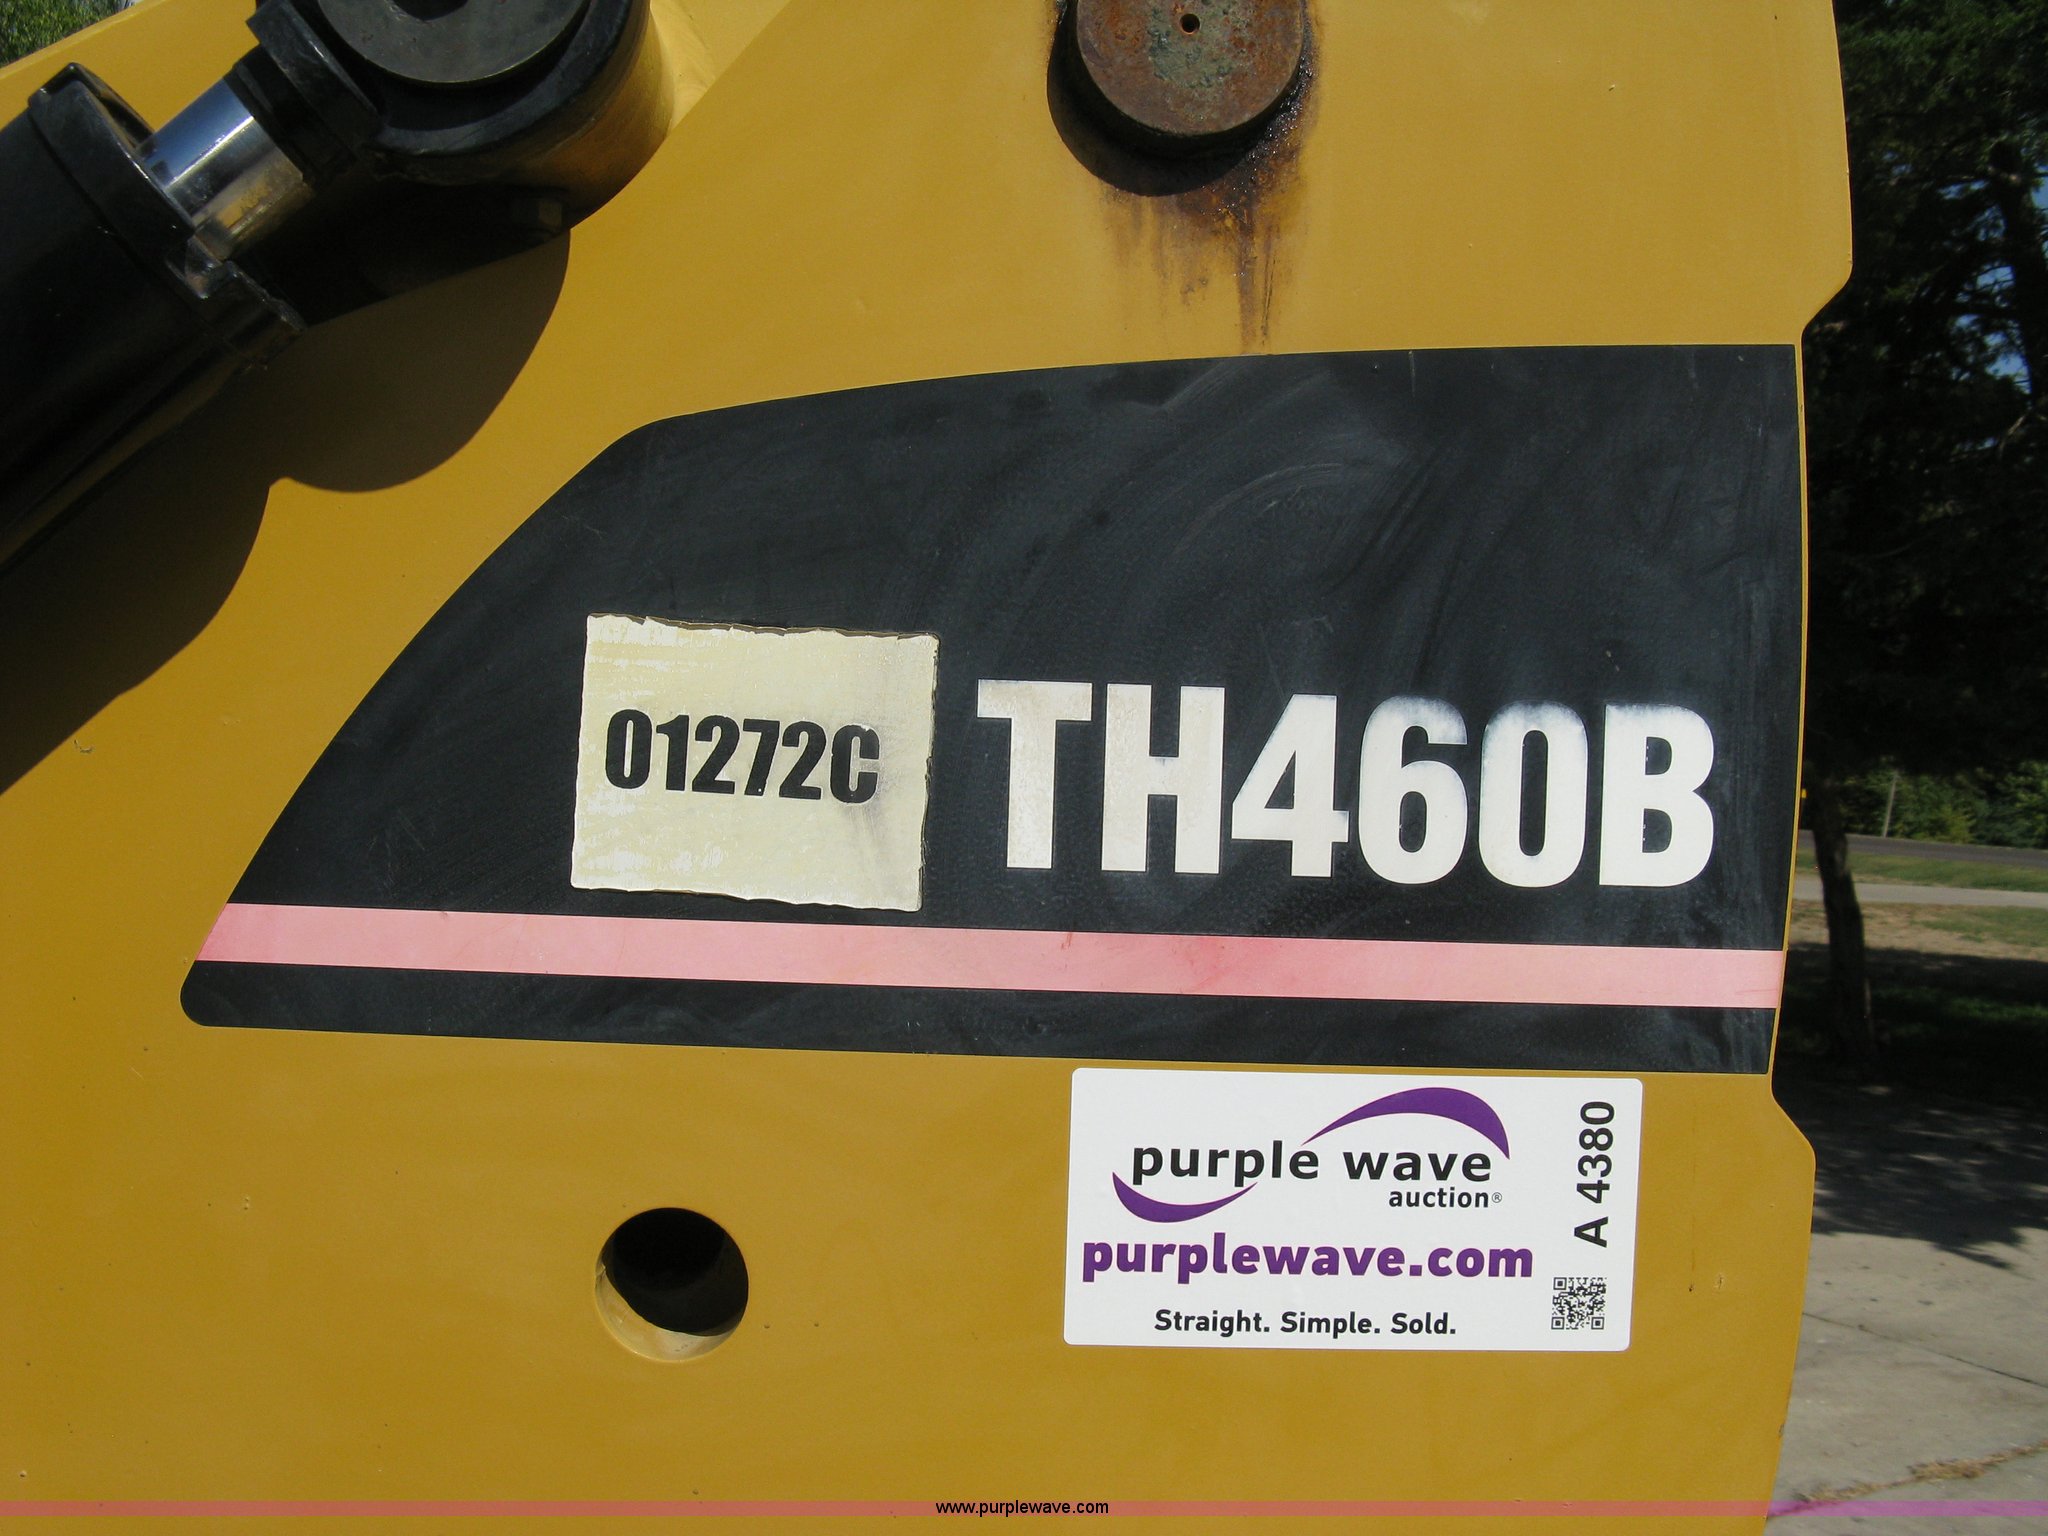 01272C
TH460B
purple wave
auction®
purplewave.com
Straight. Simple. Sold.
A 4380
www.purplewave.com